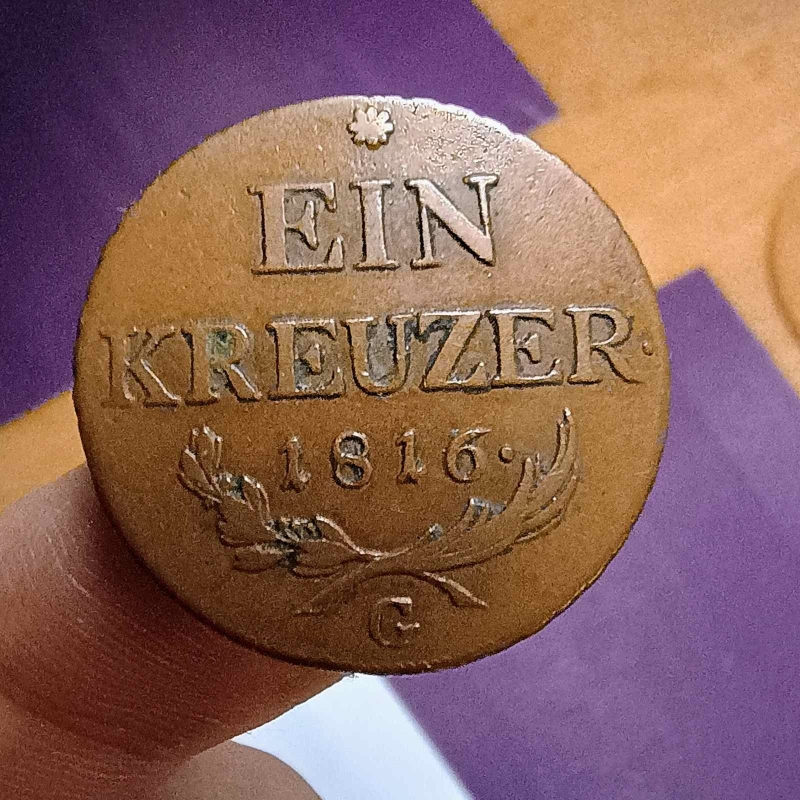 EIN
KREUZER.
1816.
G